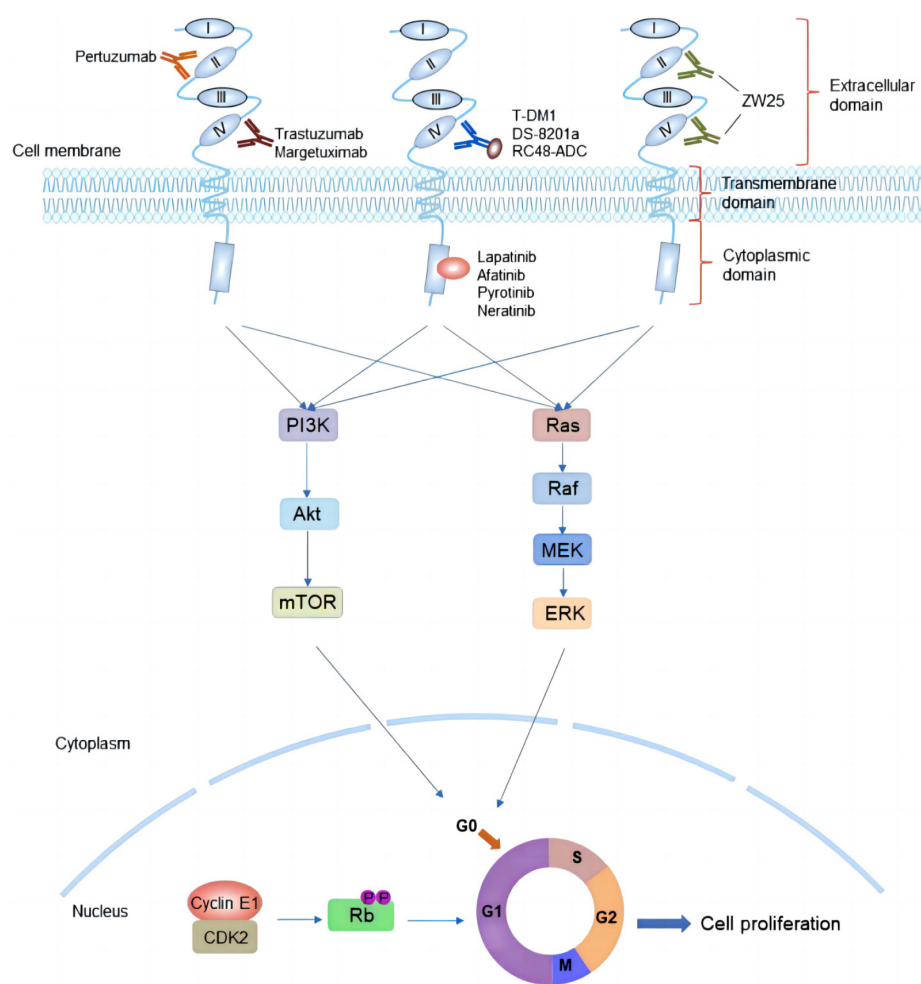 I
I
I
Pertuzumab
II
II
II
ZW25
Extracellular
domain
III
III
III
IV
IV
IV
Trastuzumab
Margetuximab
T-DM1
DS-8201a
RC48-ADC
Cell membrane
Transmembrane
domain
Cytoplasmic
domain
Lapatinib
Afatinib
Pyrotinib
Neratinib
PI3K
Ras
Akt
Raf
MEK
mTOR
ERK
Cytoplasm
G0
S
G1
G2
M
Nucleus
Cyclin E1
CDK2
P
P
Rb
Cell proliferation